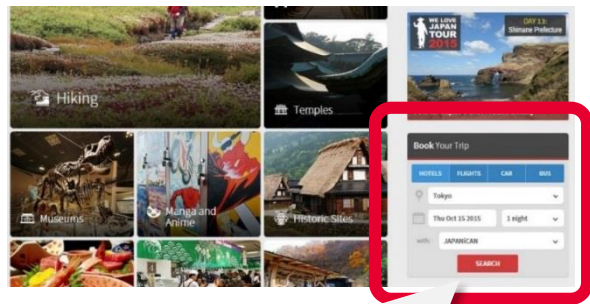 Hiking
Temples
Museums
Manga and
Anime
Historic Sites
WE LOVE
JAPAN
TOUR
2015
DAY 13:
Shimane Prefecture
Book Your Trip
HOTELS
FLIGHTS
CAR
BUS
Tokyo
Thu Oct 15 2015
1 night
with:
JAPANiCAN
SEARCH